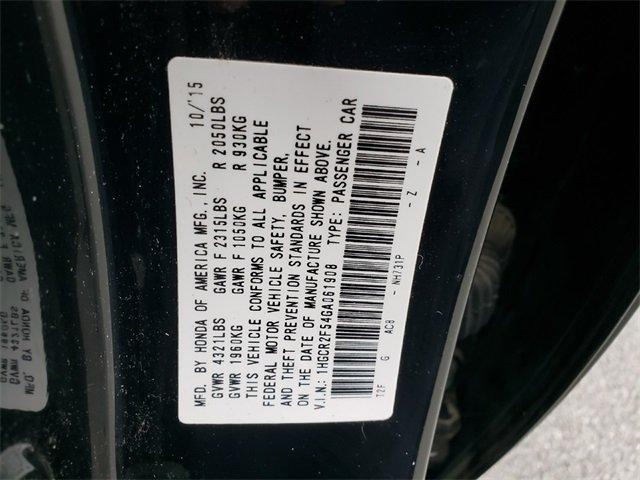 MFD. BY HONDA OF AMERICA MFG., INC. 10/'15
GVWR 4321LBS GAWR F 2315LBS R 2050LBS
GVWR 1960KG GAWR F 1050KG R 930KG
THIS VEHICLE CONFORMS TO ALL APPLICABLE
FEDERAL MOTOR VEHICLE SAFETY, BUMPER,
AND THEFT PREVENTION STANDARDS IN EFFECT
ON THE DATE OF MANUFACTURE SHOWN ABOVE.
V.I.N.: 1HGCR2F54GA061908 TYPE: PASSENGER CAR
T2F G AC8 - NH731P - Z - A